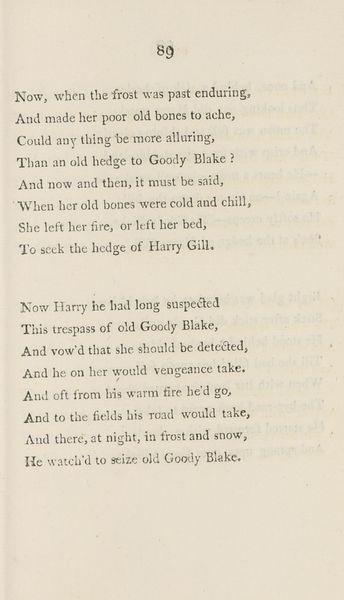 89
Now, when the frost was past enduring,
And made her poor old bones to ache,
Could any thing be more alluring,
Than an old hedge to Goody Blake?
And now and then, it must be said,
When her old bones were cold and chill,
She left her fire, or left her bed,
To seek the hedge of Harry Gill.
Now Harry he had long suspected
This trespass of old Goody Blake,
And vow'd that she should be detected,
And he on her would vengeance take.
And oft from his warm fire he'd go,
And to the fields his road would take,
And there, at night, in frost and snow,
He watch'd to seize old Goody Blake.